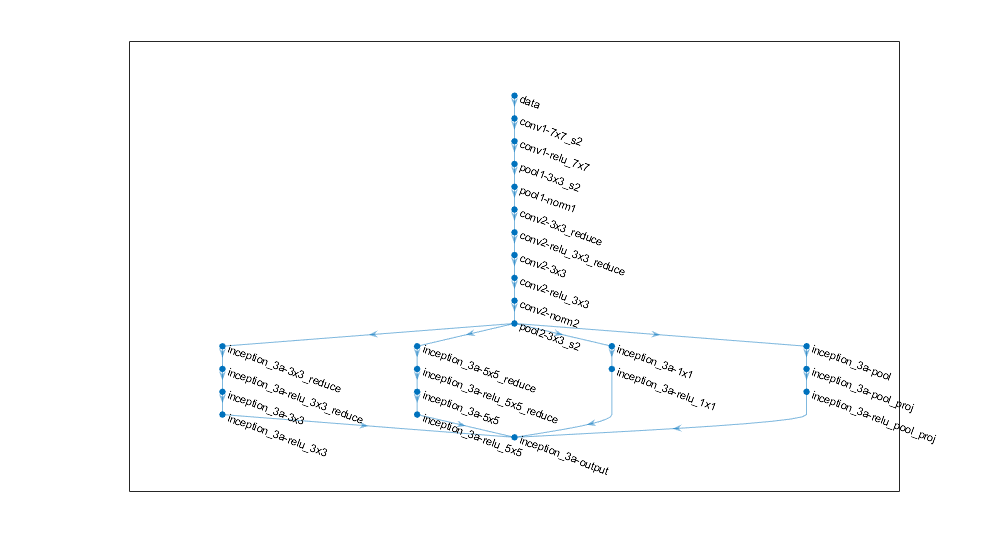 data
conv1-7x7_s2
conv1-relu_7x7
pool1-3x3_s2
pool1-norm1
conv2-3x3_reduce
conv2-relu_3x3_reduce
conv2-3x3
conv2-relu_3x3
conv2-norm2
pool2-3x3_s2
inception_3a-3x3_reduce
inception_3a-relu_3x3_reduce
inception_3a-3x3
inception_3a-relu_3x3
inception_3a-5x5_reduce
inception_3a-relu_5x5_reduce
inception_3a-5x5
inception_3a-relu_5x5
inception_3a-1x1
inception_3a-relu_1x1
inception_3a-pool
inception_3a-pool_proj
inception_3a-relu_pool_proj
inception_3a-output